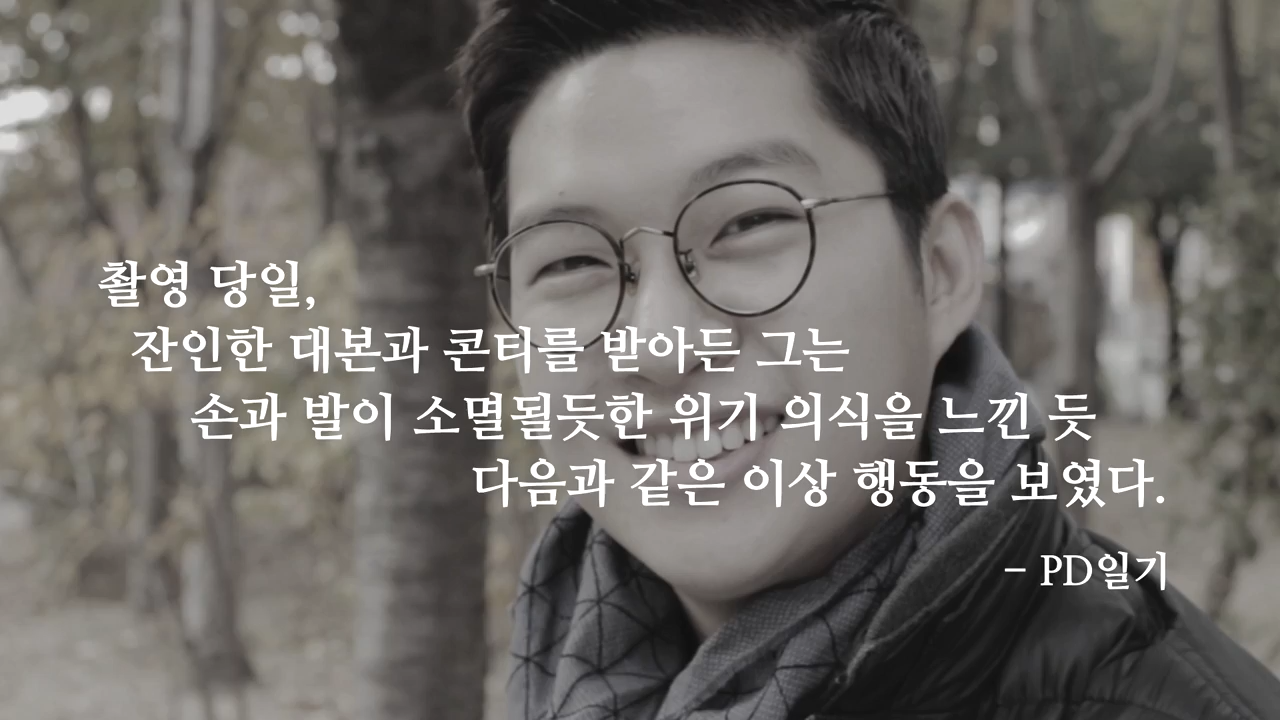 촬영 당일,
잔인한 대본과 콘티를 받아든 그는
손과 발이 소멸될듯한 위기 의식을 느낀 듯
다음과 같은 이상 행동을 보였다.
- PD일기